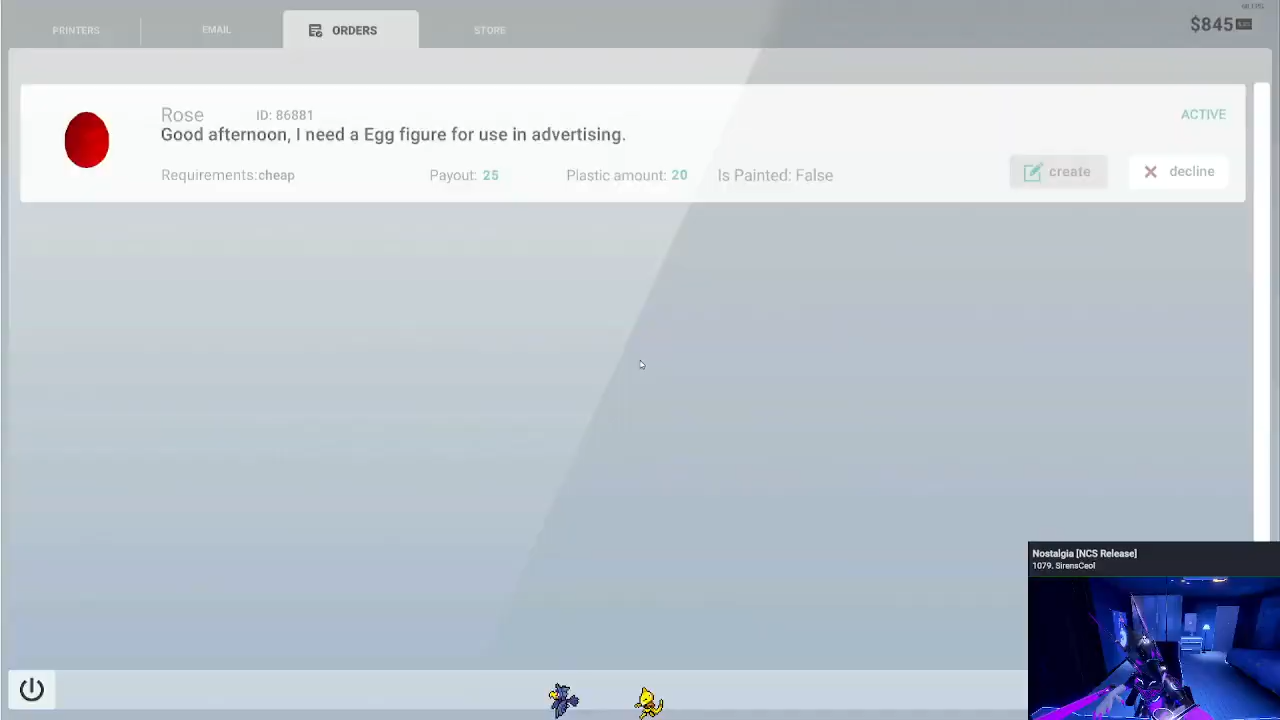 PRINTERS
EMAIL
ORDERS
STORE
$845
Rose
ID: 86881
ACTIVE
Good afternoon, I need a Egg figure for use in advertising.
Requirements:cheap
Payout: 25
Plastic amount: 20
Is Painted: False
create
decline
Nostalgia [NCS Release]
1079. SirensCeol